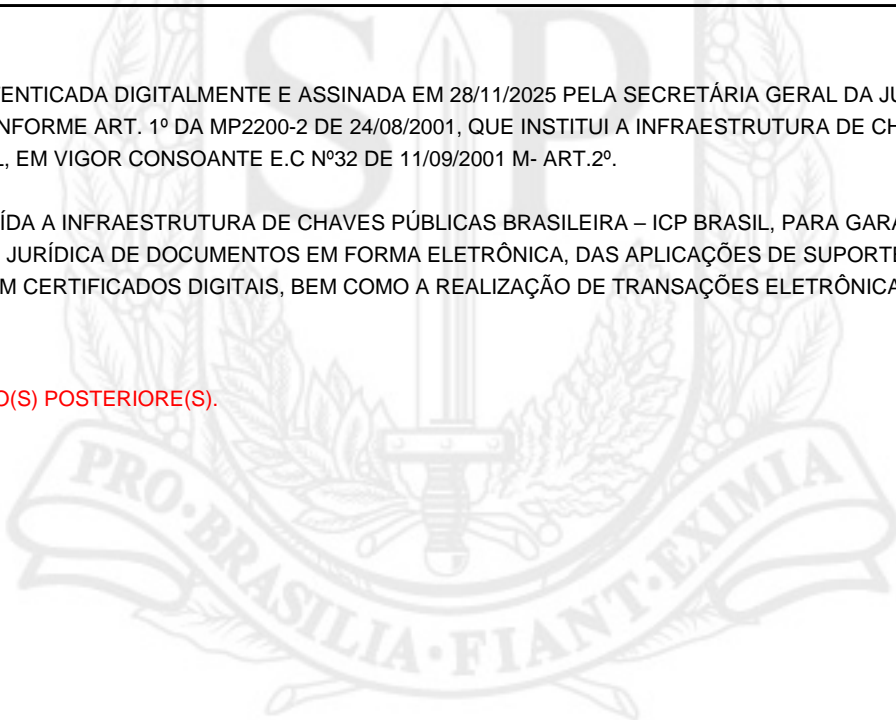 ENTICADA DIGITALMENTE E ASSINADA EM 28/11/2025 PELA SECRETÁRIA GERAL DA JU
NFORME ART. 1º DA MP2200-2 DE 24/08/2001, QUE INSTITUI A INFRAESTRUTURA DE CH
L, EM VIGOR CONSOANTE E.C Nº32 DE 11/09/2001 M- ART.2º.
ÍDA A INFRAESTRUTURA DE CHAVES PÚBLICAS BRASILEIRA – ICP BRASIL, PARA GARA
JURÍDICA DE DOCUMENTOS EM FORMA ELETRÔNICA, DAS APLICAÇÕES DE SUPORTE
M CERTIFICADOS DIGITAIS, BEM COMO A REALIZAÇÃO DE TRANSAÇÕES ELETRÔNICA
O(S) POSTERIORE(S).
SP
PRO·BRASILIA·FIANT·EXIMIA